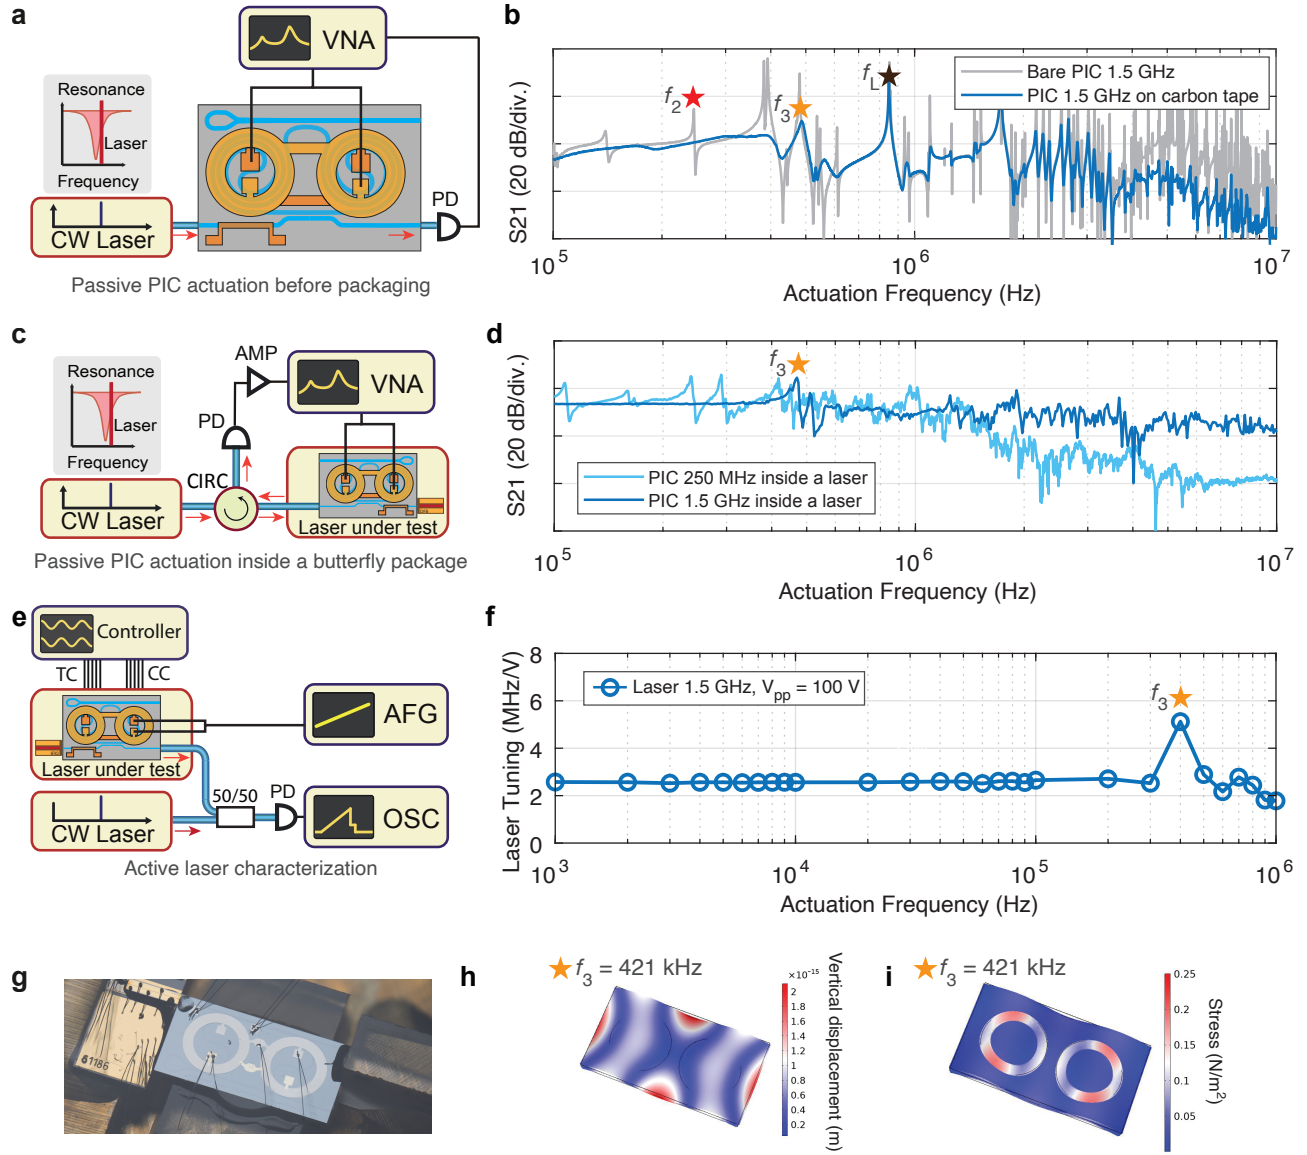 a
VNA
Resonance
Laser
Frequency
CW Laser
PD
Passive PIC actuation before packaging
b
f2
f3
fL
Bare PIC 1.5 GHz
PIC 1.5 GHz on carbon tape
S21 (20 dB/div.)
10^5
10^6
10^7
Actuation Frequency (Hz)
c
AMP
VNA
Resonance
Laser
Frequency
PD
CIRC
CW Laser
Laser under test
Passive PIC actuation inside a butterfly package
d
f3
PIC 250 MHz inside a laser
PIC 1.5 GHz inside a laser
S21 (20 dB/div.)
10^5
10^6
10^7
Actuation Frequency (Hz)
e
Controller
TC
CC
AFG
Laser under test
50/50
PD
CW Laser
OSC
Active laser characterization
f
Laser 1.5 GHz, Vpp = 100 V
f3
Laser Tuning (MHz/V)
8
6
4
2
0
10^3
10^4
10^5
10^6
Actuation Frequency (Hz)
g
61186
h
f3 = 421 kHz
×10^-15
2
1.8
1.6
1.4
1.2
1
0.8
0.6
0.4
0.2
Vertical displacement (m)
i
f3 = 421 kHz
0.25
0.20
0.15
0.10
0.05
Stress (N/m^2)